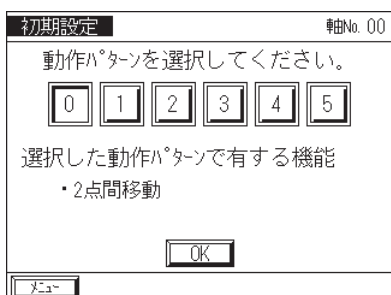 初期設定 軸No. 00
動作ﾊﾟﾀｰﾝを選択してください。
0 1 2 3 4 5
選択した動作ﾊﾟﾀｰﾝで有する機能
・2点間移動
OK
ﾒﾆｭｰ